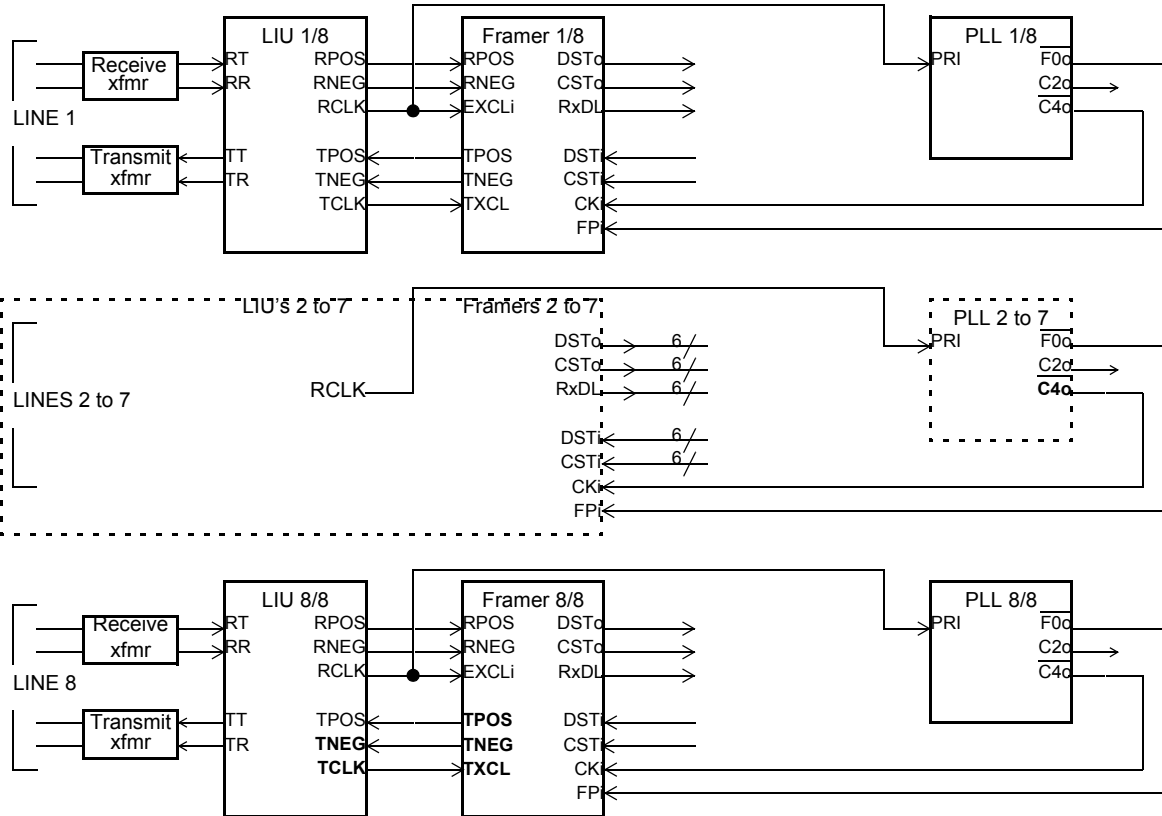 LIU 1/8
Framer 1/8
PLL 1/8
Receive
xfmr
RT
RR
RPOS
RNEG
RCLK
RPOS
RNEG
EXCLi
DSTo
CSTo
RxDL
PRI
F0o
C2o
C4o
LINE 1
Transmit
xfmr
TT
TR
TPOS
TNEG
TCLK
TPOS
TNEG
TXCL
DSTi
CSTi
CKi
FPi
LIU's 2 to 7
Framers 2 to 7
PLL 2 to 7
LINES 2 to 7
RCLK
DSTo
6
CSTo
6
RxDL
6
DSTi
6
CSTi
6
CKi
FPi
PRI
F0o
C2o
C4o
LIU 8/8
Framer 8/8
PLL 8/8
Receive
xfmr
RT
RR
RPOS
RNEG
RCLK
RPOS
RNEG
EXCLi
DSTo
CSTo
RxDL
PRI
F0o
C2o
C4o
LINE 8
Transmit
xfmr
TT
TR
TPOS
TNEG
TCLK
TPOS
TNEG
TXCL
DSTi
CSTi
CKi
FPi